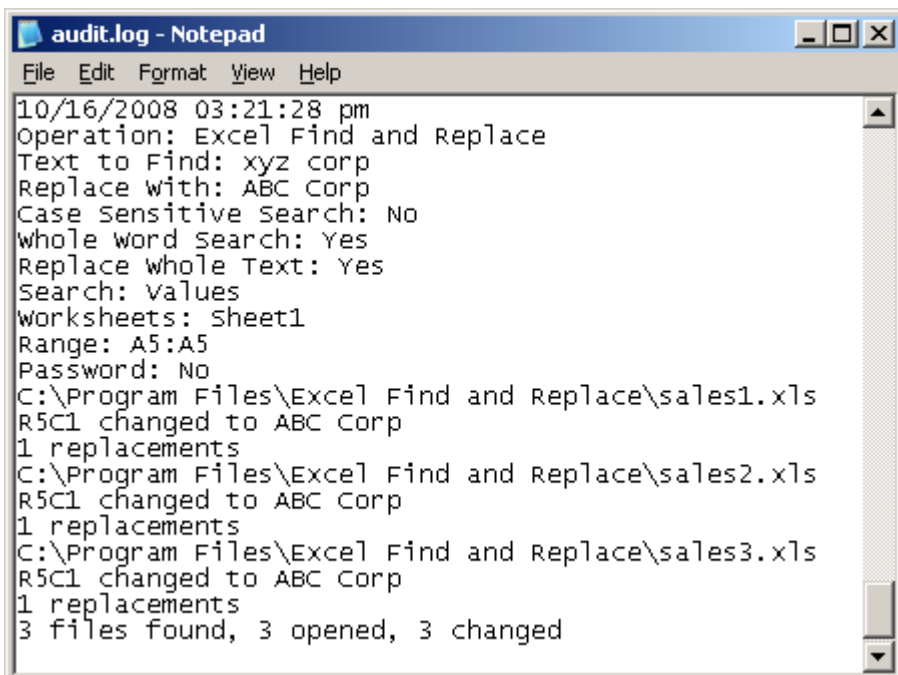 audit.log - Notepad
File Edit Format View Help
10/16/2008 03:21:28 pm
Operation: Excel Find and Replace
Text to Find: xyz corp
Replace With: ABC Corp
Case Sensitive Search: No
Whole Word Search: Yes
Replace Whole Text: Yes
Search: Values
Worksheets: Sheet1
Range: A5:A5
Password: No
C:\Program Files\Excel Find and Replace\sales1.xls
R5C1 changed to ABC Corp
1 replacements
C:\Program Files\Excel Find and Replace\sales2.xls
R5C1 changed to ABC Corp
1 replacements
C:\Program Files\Excel Find and Replace\sales3.xls
R5C1 changed to ABC Corp
1 replacements
3 files found, 3 opened, 3 changed